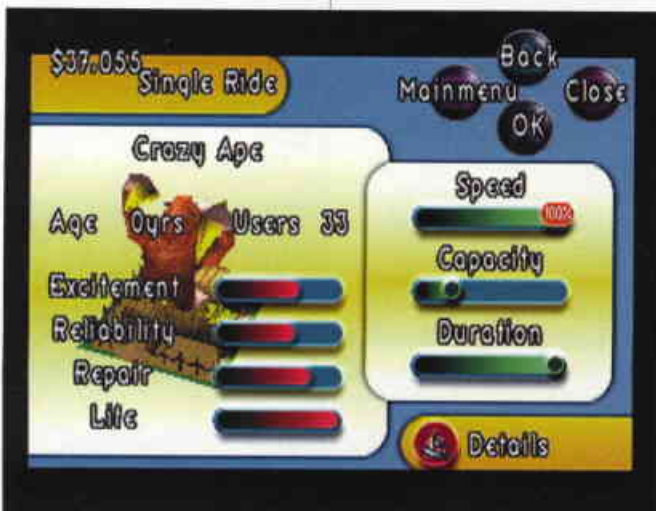 $37.055
Single Ride
Back
Mainmenu
Close
OK
Crazy Ape
Age 0yrs Users 33
Excitement
Reliability
Repair
Life
Speed
100%
Capacity
Duration
Details